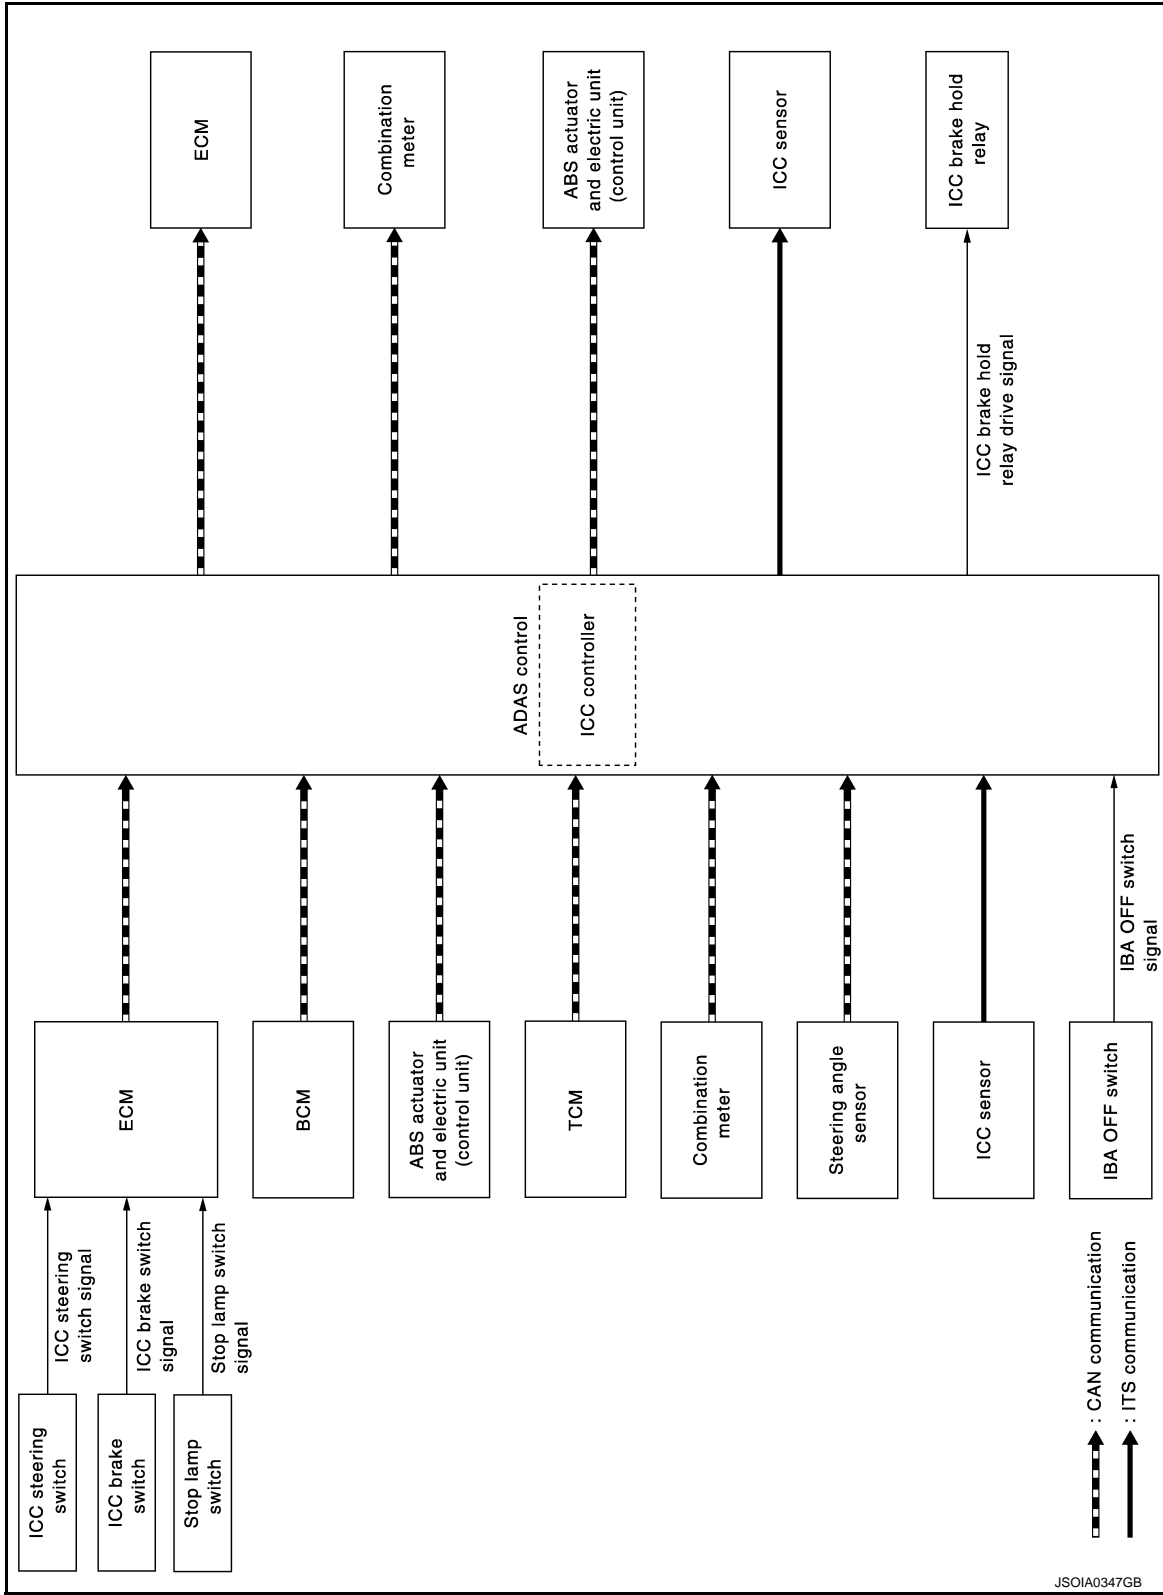 ICC steering
switch
ICC steering
switch signal
ICC brake
switch
ICC brake switch
signal
Stop lamp
switch
Stop lamp switch
signal
ECM
BCM
ABS actuator
and electric unit
(control unit)
TCM
Combination
meter
Steering angle
sensor
ICC sensor
IBA OFF switch
IBA OFF switch
signal
ADAS control
ICC controller
ECM
Combination
meter
ABS actuator
and electric unit
(control unit)
ICC sensor
ICC brake hold
relay drive signal
ICC brake hold
relay
: CAN communication
: ITS communication
JSOIA0347GB